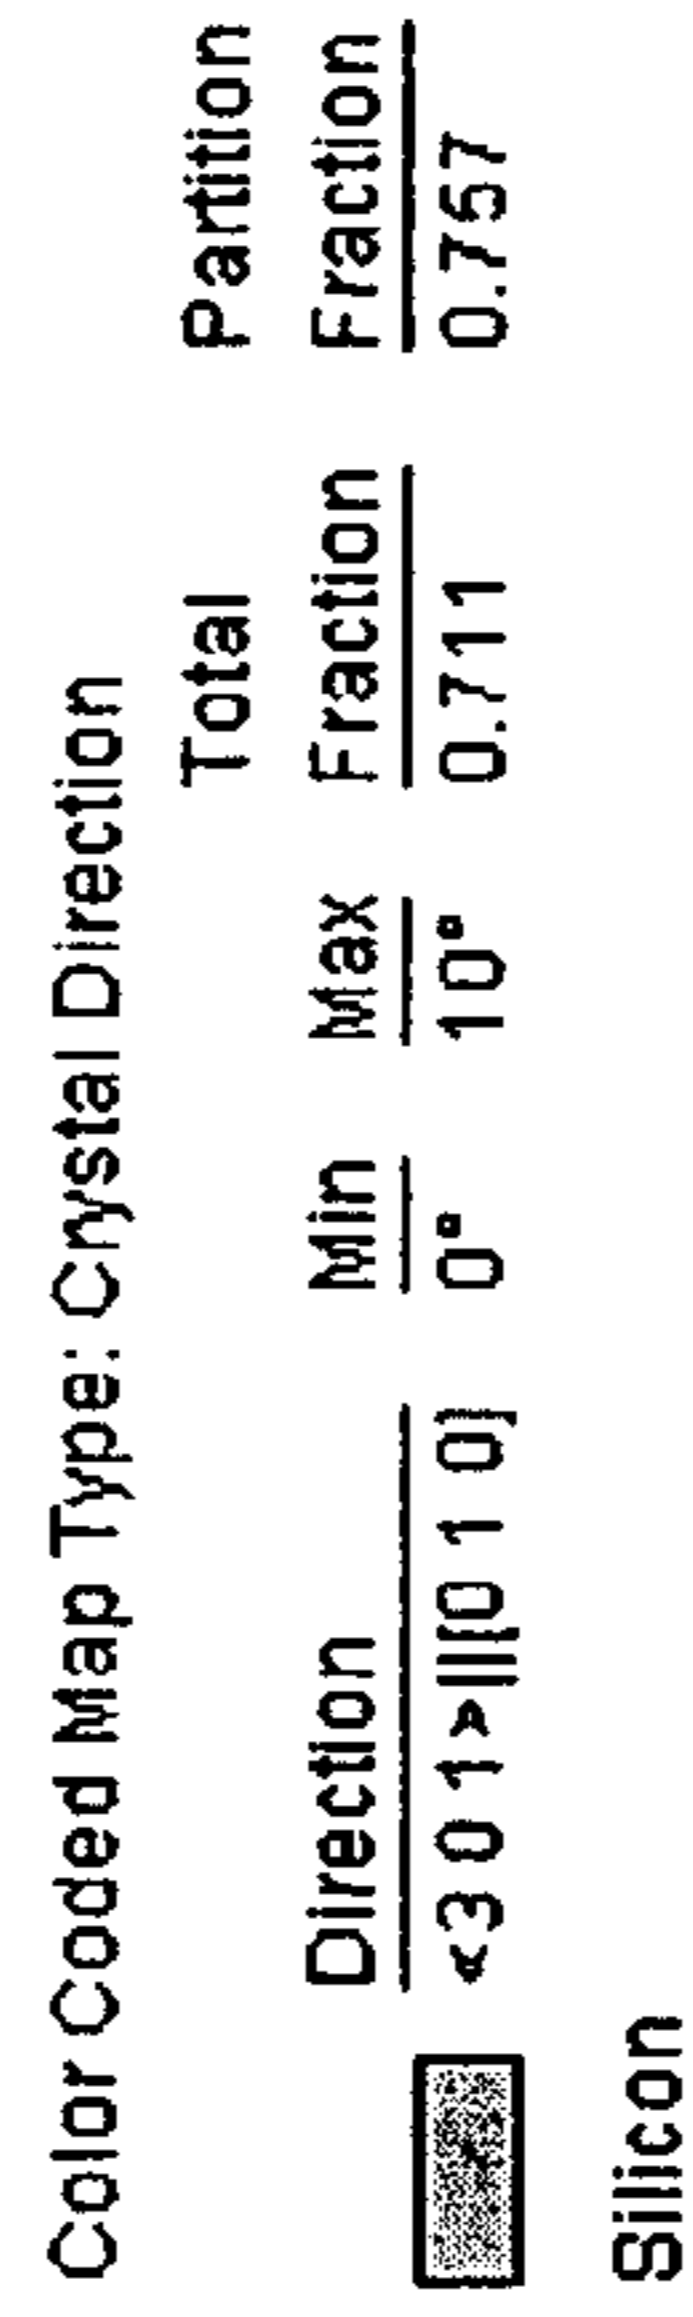 Color Coded Map Type: Crystal Direction
Total Partition
Direction Min Max Fraction Fraction
<3 0 1>||[0 1 0] 0° 10° 0.711 0.757
Silicon